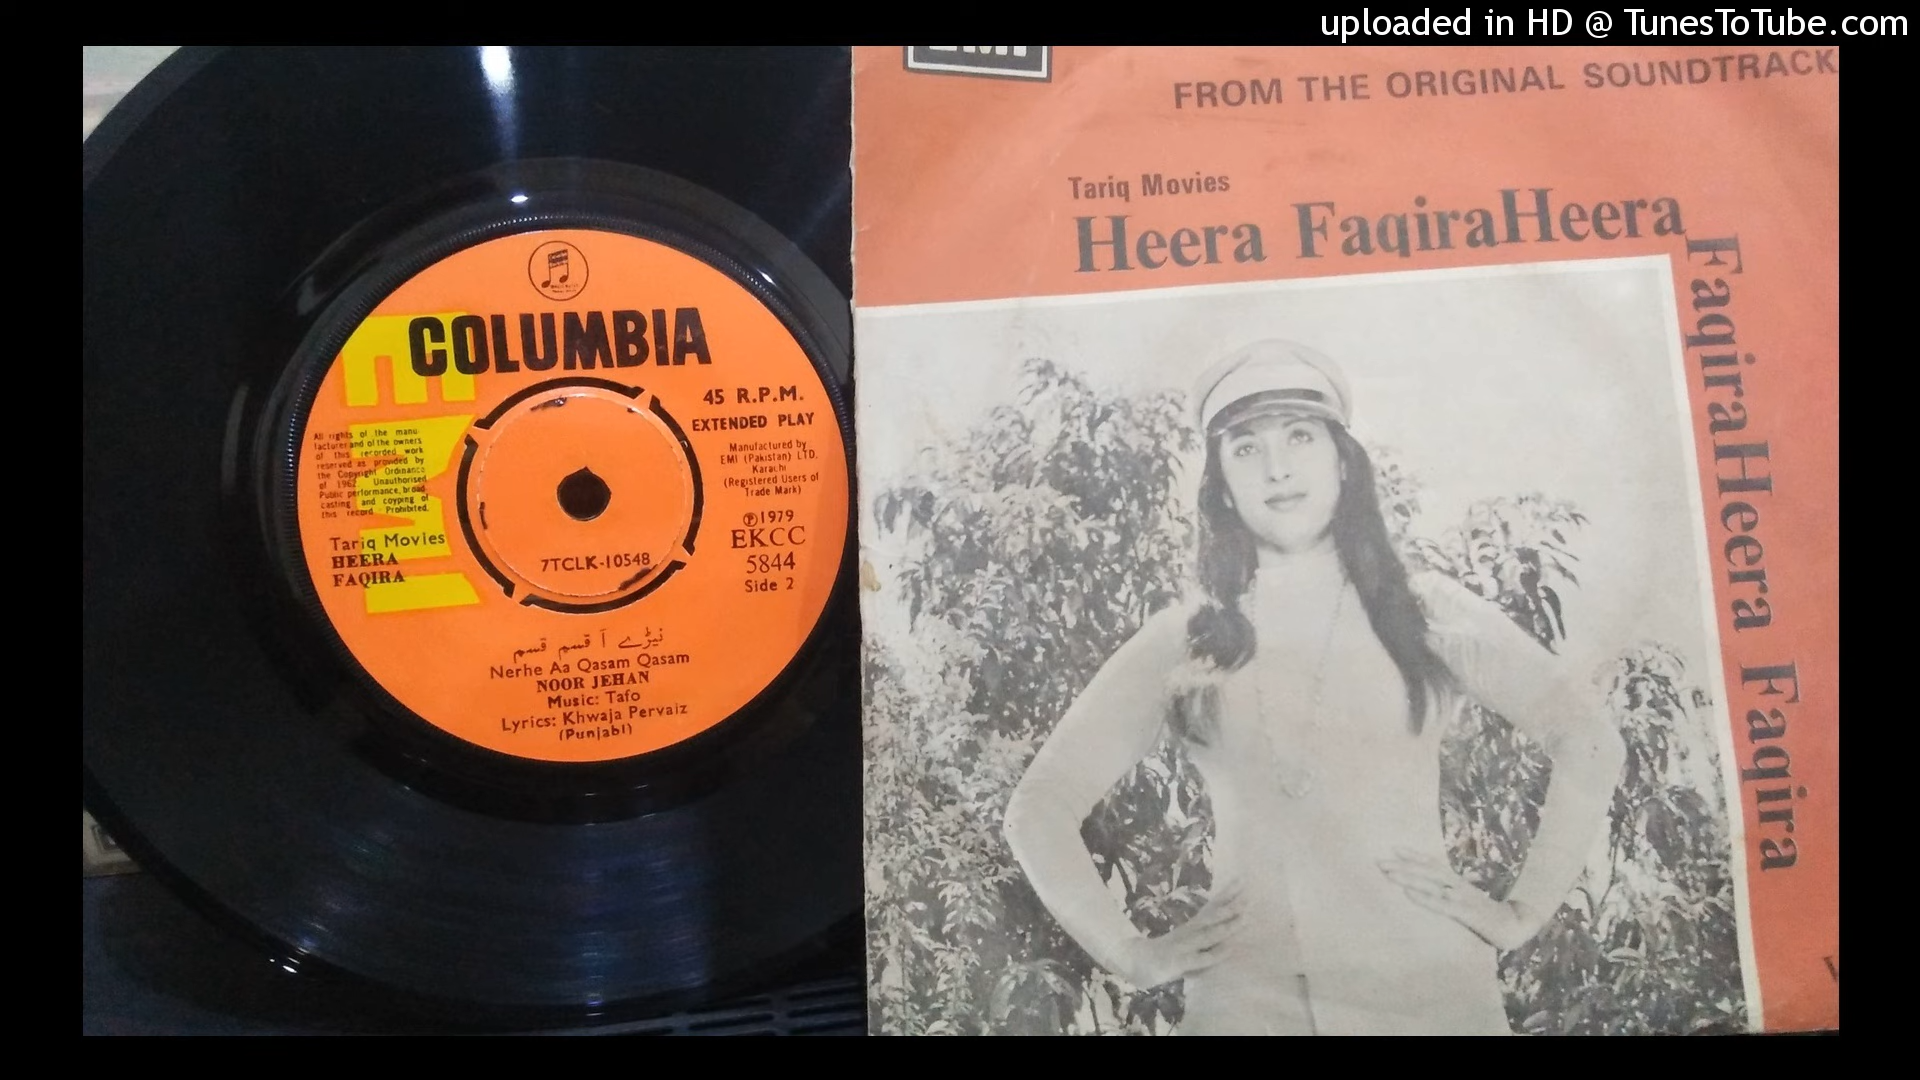 uploaded in HD @ TunesToTube.com
EMI
FROM THE ORIGINAL SOUNDTRACK
Tariq Movies
Heera FaqiraHeera
FaqiraHeera Faqira
EMI
COLUMBIA
45 R.P.M.
EXTENDED PLAY
Manufactured by
EMI (Pakistan) LTD.
Karachi
(Registered Users of
Trade Mark)
℗1979
EKCC
5844
Side 2
All rights of the manu-
facturer and of the owners
of this recorded work
reserved as provided by
the Copyright Ordinance
of 1962. Unauthorised
Public performance, broad-
casting and coyping of
this record Prohibited.
Tariq Movies
HEERA
FAQIRA
7TCLK-10548
نیڑے آ قسم قسم
Nerhe Aa Qasam Qasam
NOOR JEHAN
Music: Tafo
Lyrics: Khwaja Pervaiz
(Punjabi)